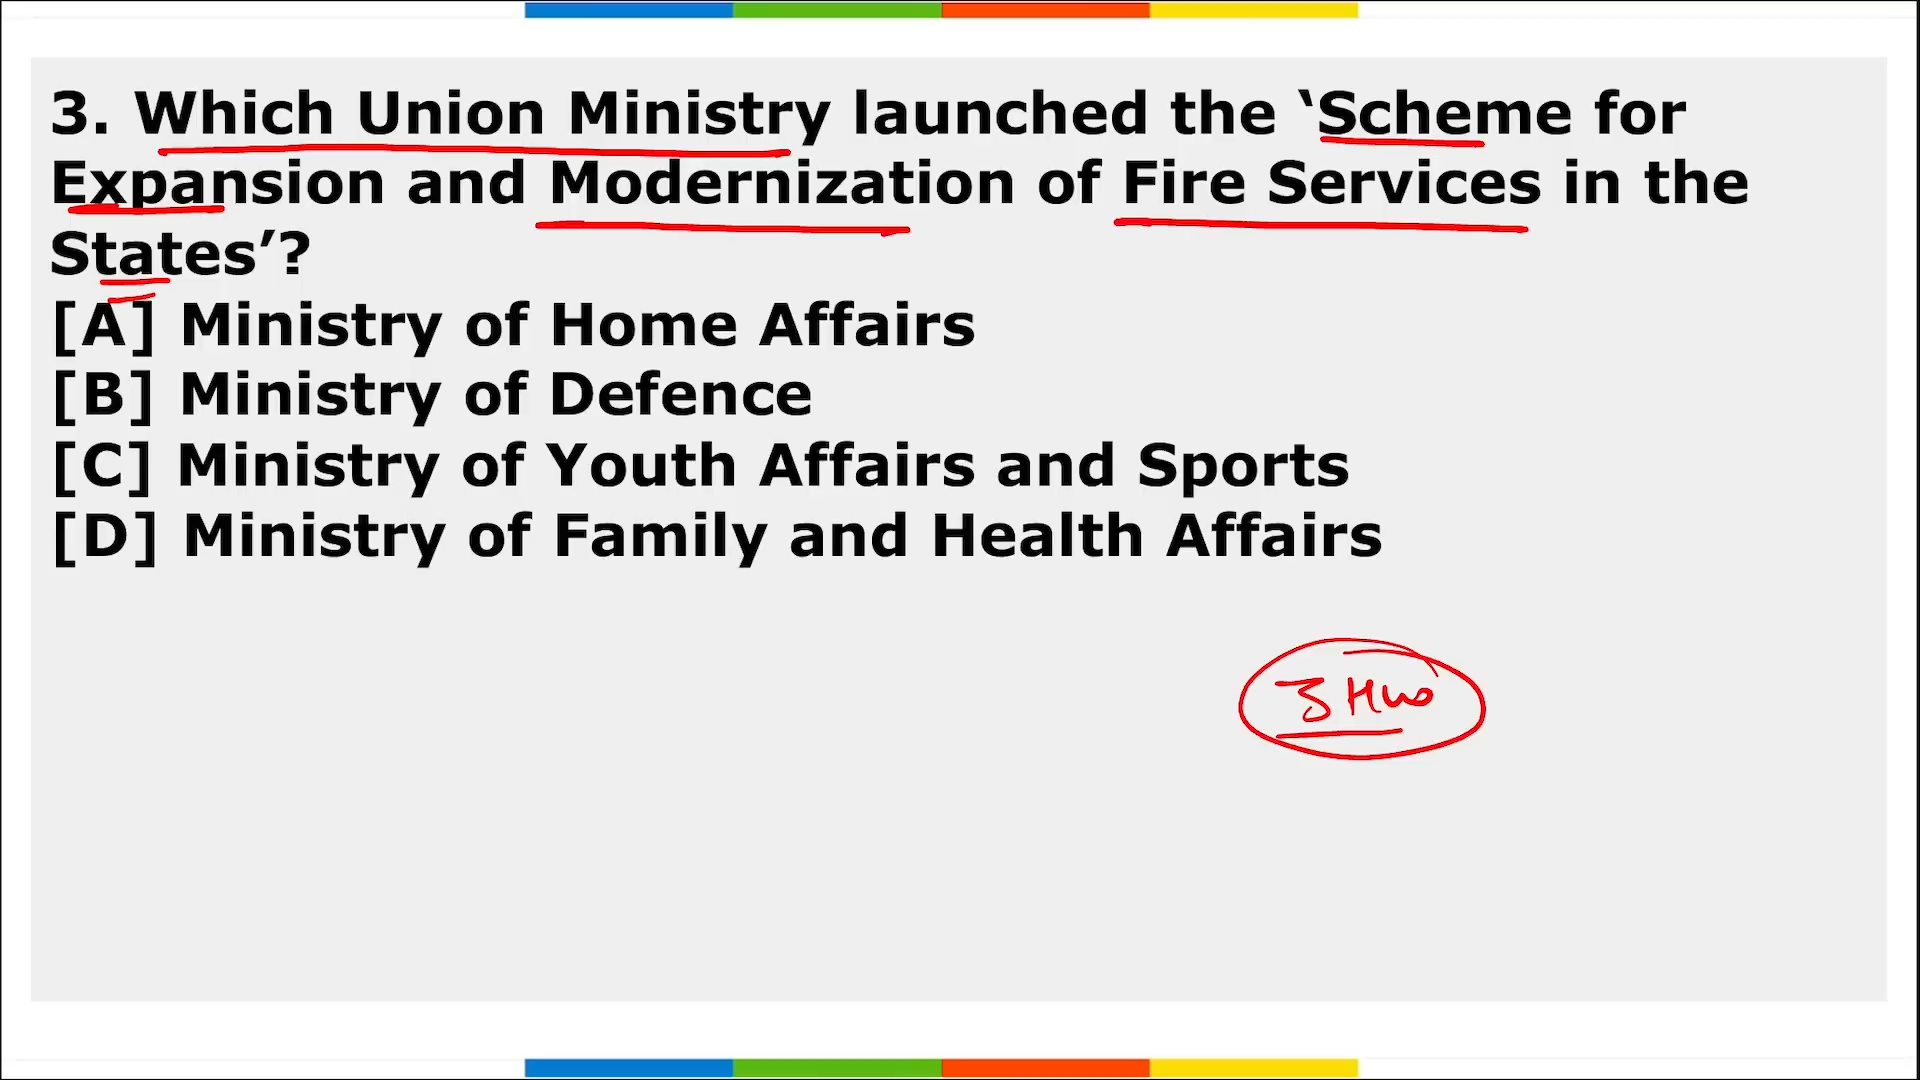 3. Which Union Ministry launched the ‘Scheme for
Expansion and Modernization of Fire Services in the
States’?
[A] Ministry of Home Affairs
[B] Ministry of Defence
[C] Ministry of Youth Affairs and Sports
[D] Ministry of Family and Health Affairs
3